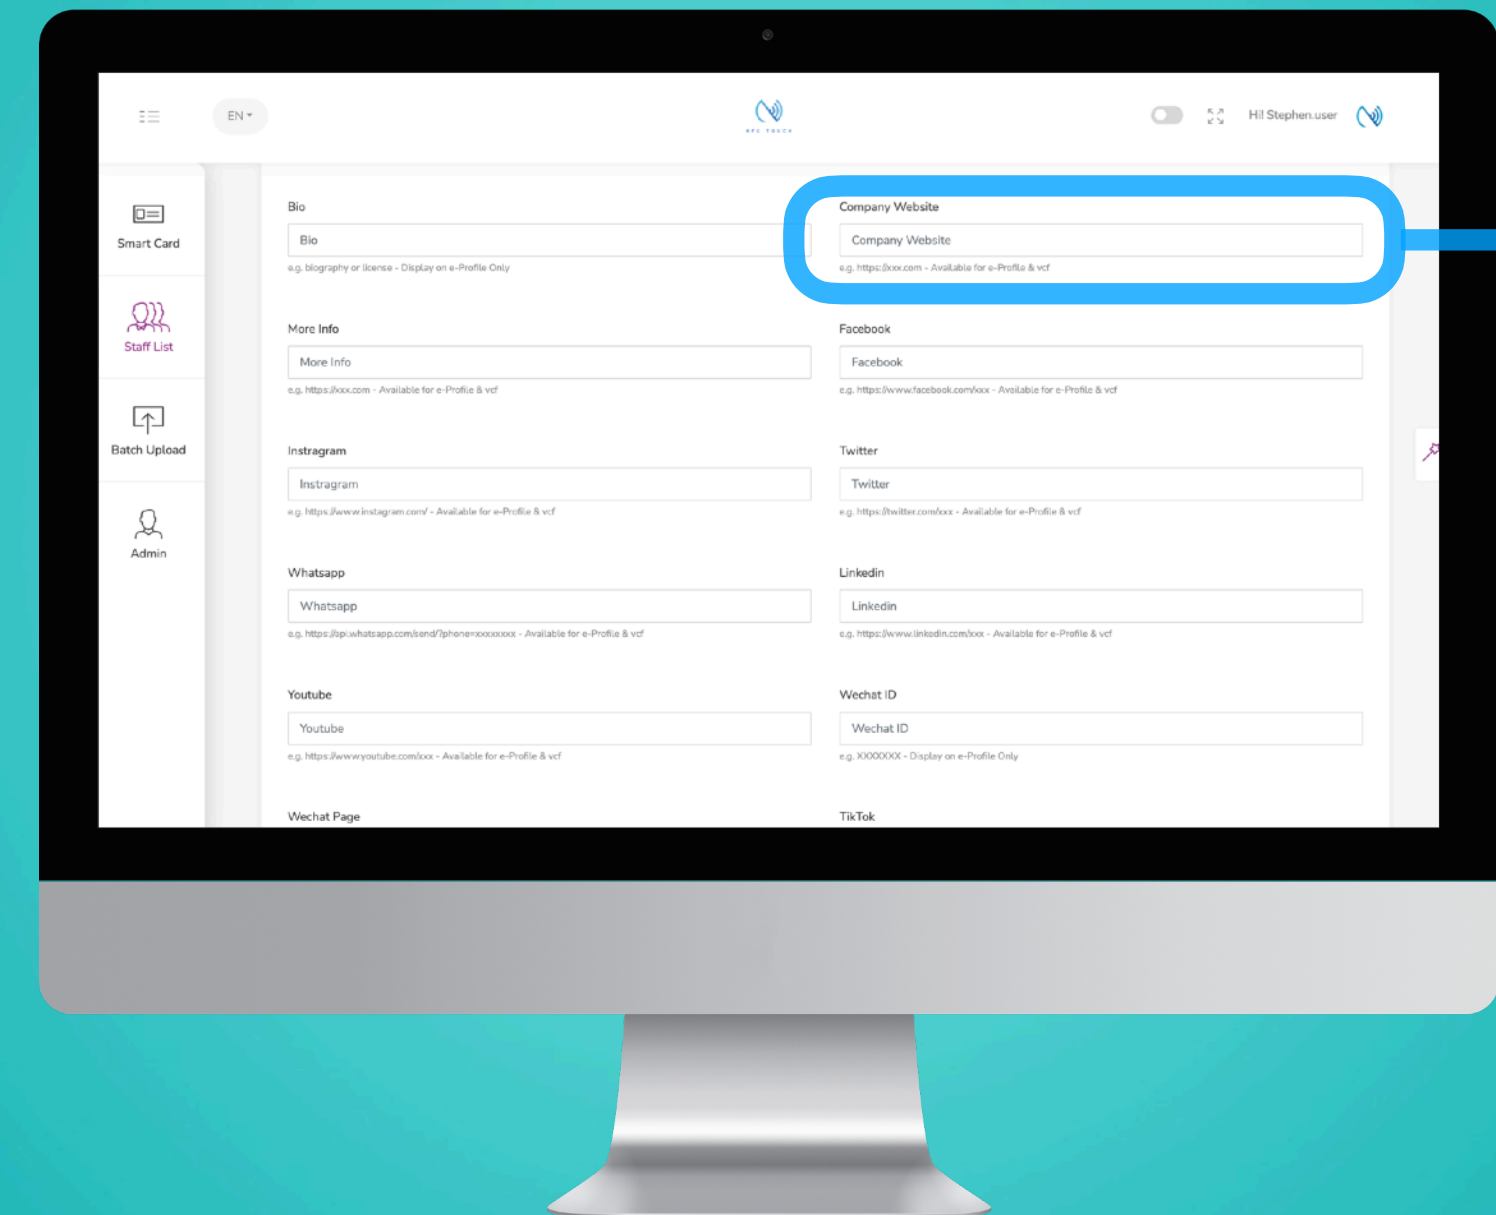 EN
NFC TOUCH
Hi! Stephen.user
Smart Card
Staff List
Batch Upload
Admin
Bio
Bio
e.g. biography or license - Display on e-Profile Only
Company Website
Company Website
e.g. https://xxx.com - Available for e-Profile & vcf
More Info
More Info
e.g. https://xxx.com - Available for e-Profile & vcf
Facebook
Facebook
e.g. https://www.facebook.com/xxx - Available for e-Profile & vcf
Instragram
Instragram
e.g. https://www.instagram.com/ - Available for e-Profile & vcf
Twitter
Twitter
e.g. https://twitter.com/xxx - Available for e-Profile & vcf
Whatsapp
Whatsapp
e.g. https://api.whatsapp.com/send/?phone=xxxxxxxx - Available for e-Profile & vcf
Linkedin
Linkedin
e.g. https://www.linkedin.com/xxx - Available for e-Profile & vcf
Youtube
Youtube
e.g. https://www.youtube.com/xxx - Available for e-Profile & vcf
Wechat ID
Wechat ID
e.g. XXXXXXX - Display on e-Profile Only
Wechat Page
TikTok